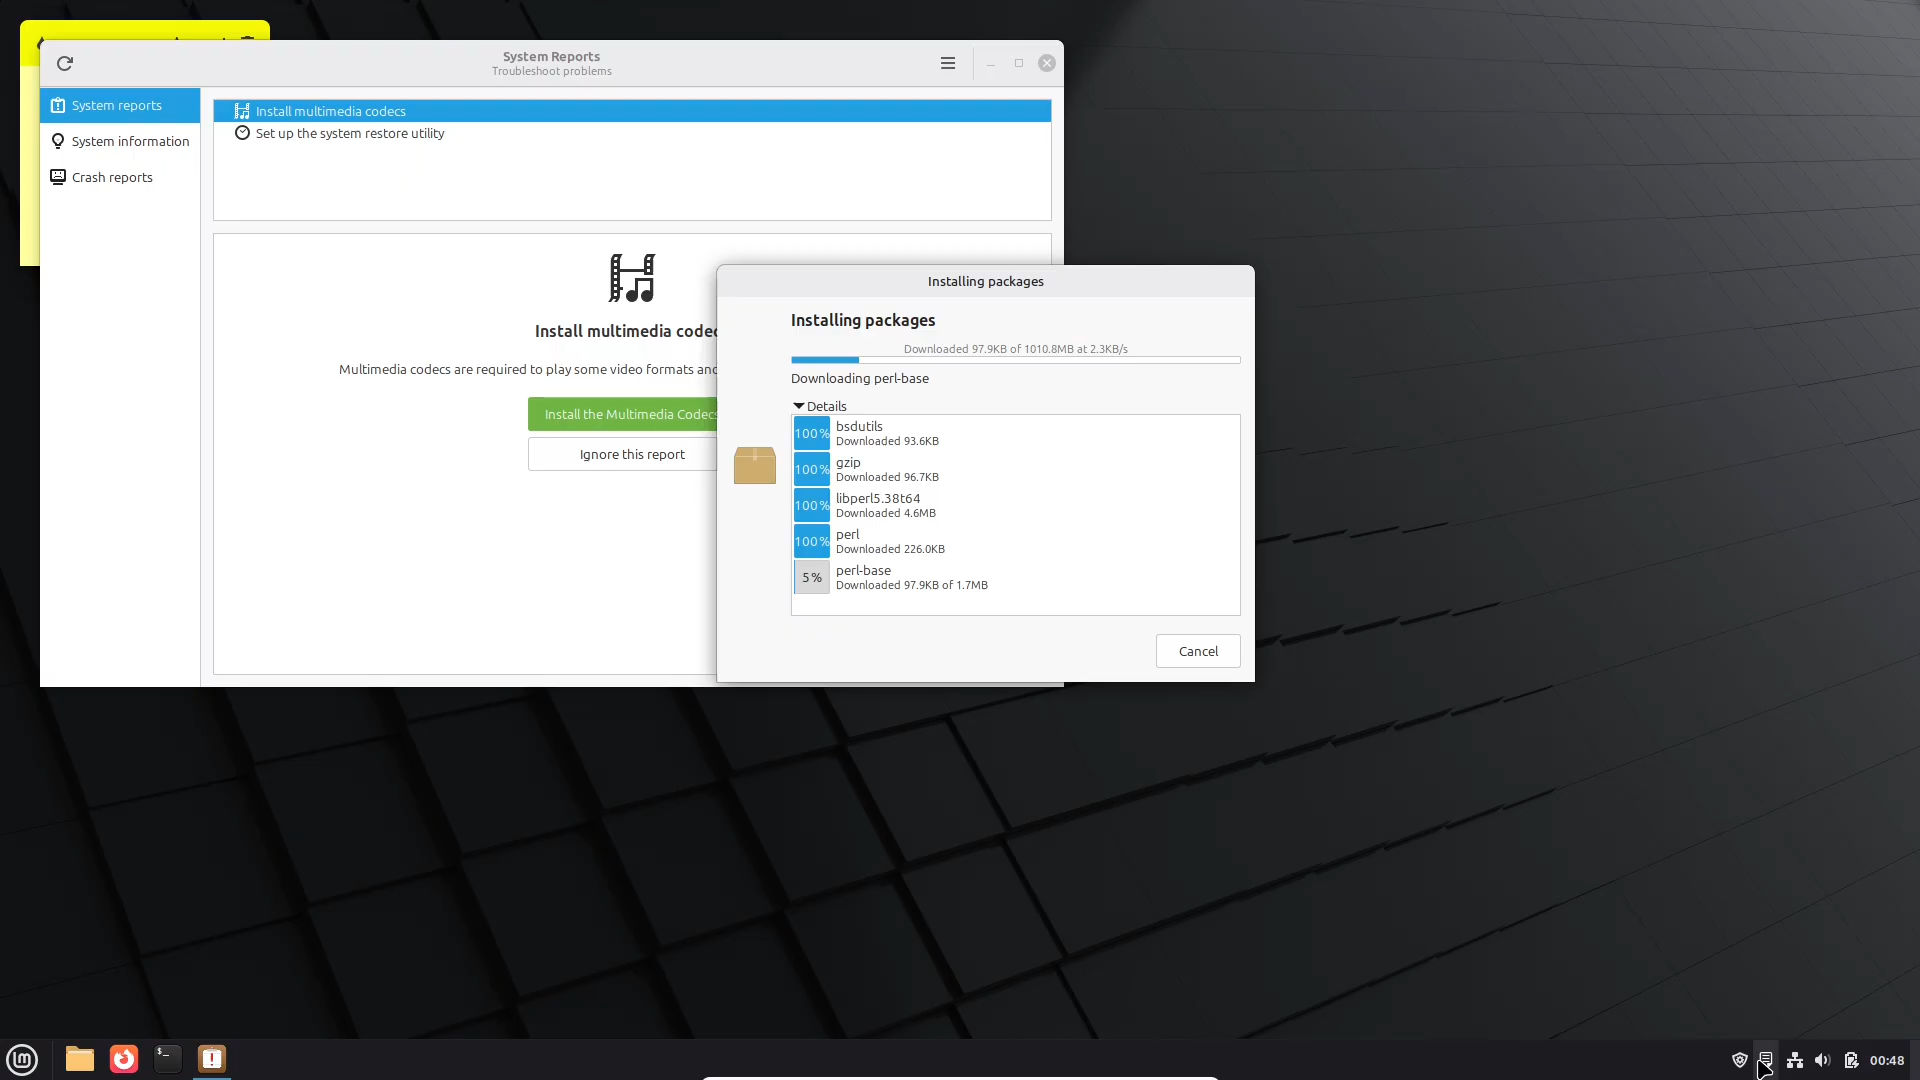 System Reports
Troubleshoot problems
System reports
System information
Crash reports
Install multimedia codecs
Set up the system restore utility
Install multimedia codec
Multimedia codecs are required to play some video formats and
Install the Multimedia Codecs
Ignore this report
Installing packages
Installing packages
Downloaded 97.9KB of 1010.8MB at 2.3KB/s
Downloading perl-base
Details
100%
bsdutils
Downloaded 93.6KB
100%
gzip
Downloaded 96.7KB
100%
libperl5.38t64
Downloaded 4.6MB
100%
perl
Downloaded 226.0KB
5%
perl-base
Downloaded 97.9KB of 1.7MB
Cancel
lm
$_
00:48